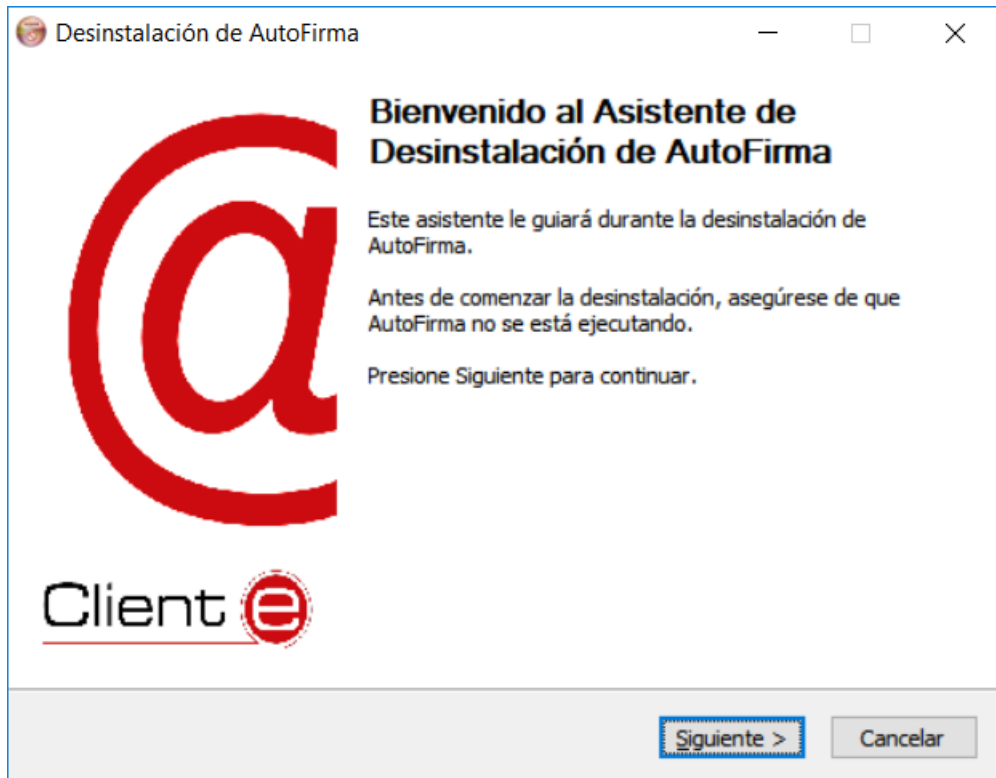 Desinstalación de AutoFirma
Bienvenido al Asistente de
Desinstalación de AutoFirma
Este asistente le guiará durante la desinstalación de
AutoFirma.
Antes de comenzar la desinstalación, asegúrese de que
AutoFirma no se está ejecutando.
Presione Siguiente para continuar.
@
Client e
Siguiente >
Cancelar